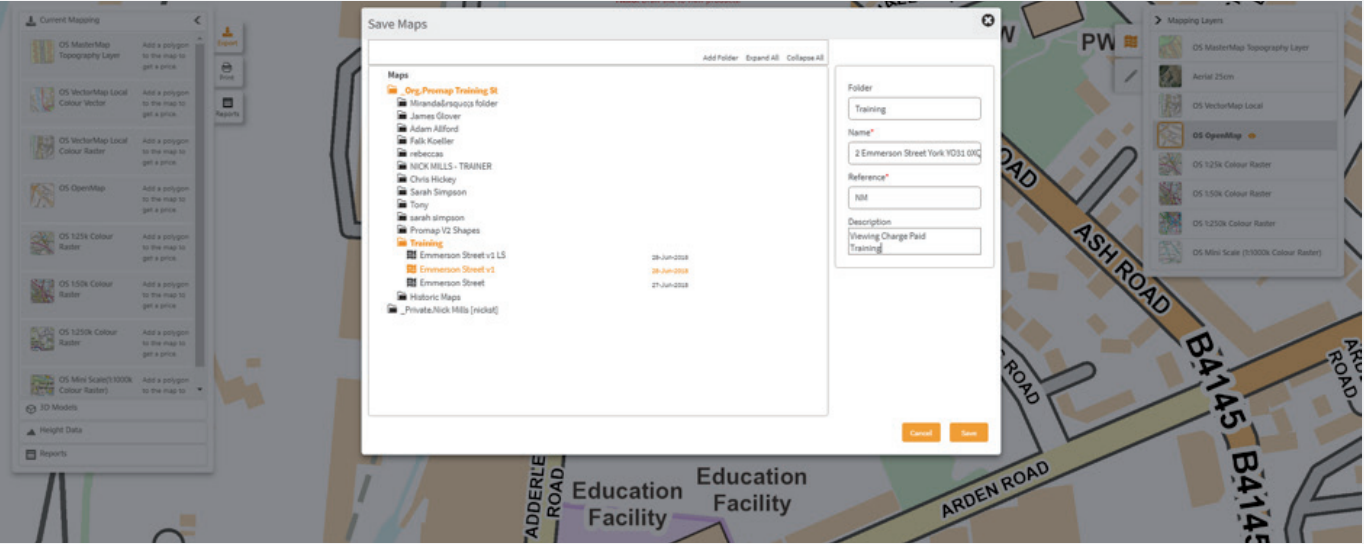 Current Mapping
OS MasterMap
Topography Layer
Add a polygon
to the map to
get a price.
OS VectorMap Local
Colour Vector
Add a polygon
to the map to
get a price.
OS VectorMap Local
Colour Raster
Add a polygon
to the map to
get a price.
OS OpenMap
Add a polygon
to the map to
get a price.
OS 1:25k Colour
Raster
Add a polygon
to the map to
get a price.
OS 1:50k Colour
Raster
Add a polygon
to the map to
get a price.
OS 1:250k Colour
Raster
Add a polygon
to the map to
get a price.
OS Mini Scale(1:1000k
Colour Raster)
Add a polygon
to the map to
3D Models
Height Data
Reports
Export
Print
Reports
Save Maps
Add Folder Expand All Collapse All
Maps
_Org.Promap Training St
Miranda&rsquo;s folder
James Glover
Adam Allford
Falk Koeller
rebeccas
NICK MILLS - TRAINER
Chris Hickey
Sarah Simpson
Tony
sarah simpson
Promap V2 Shapes
Training
Emmerson Street v1 LS 28-Jun-2018
Emmerson Street v1 28-Jun-2018
Emmerson Street 27-Jun-2018
Historic Maps
_Private.Nick Mills [nickst]
Folder
Training
Name*
2 Emmerson Street York YO31 0XQ
Reference*
NM
Description
Viewing Charge Paid
Training
Cancel Save
Mapping Layers
OS MasterMap Topography Layer
Aerial 25cm
OS VectorMap Local
OS OpenMap
OS 1:25k Colour Raster
OS 1:50k Colour Raster
OS 1:250k Colour Raster
OS Mini Scale (1:1000k Colour Raster)
PW
ROAD
ASH ROAD
B4145
ROAD
B4145
ARDEN ROAD
ROAD
Education
Facility
Education
Facility